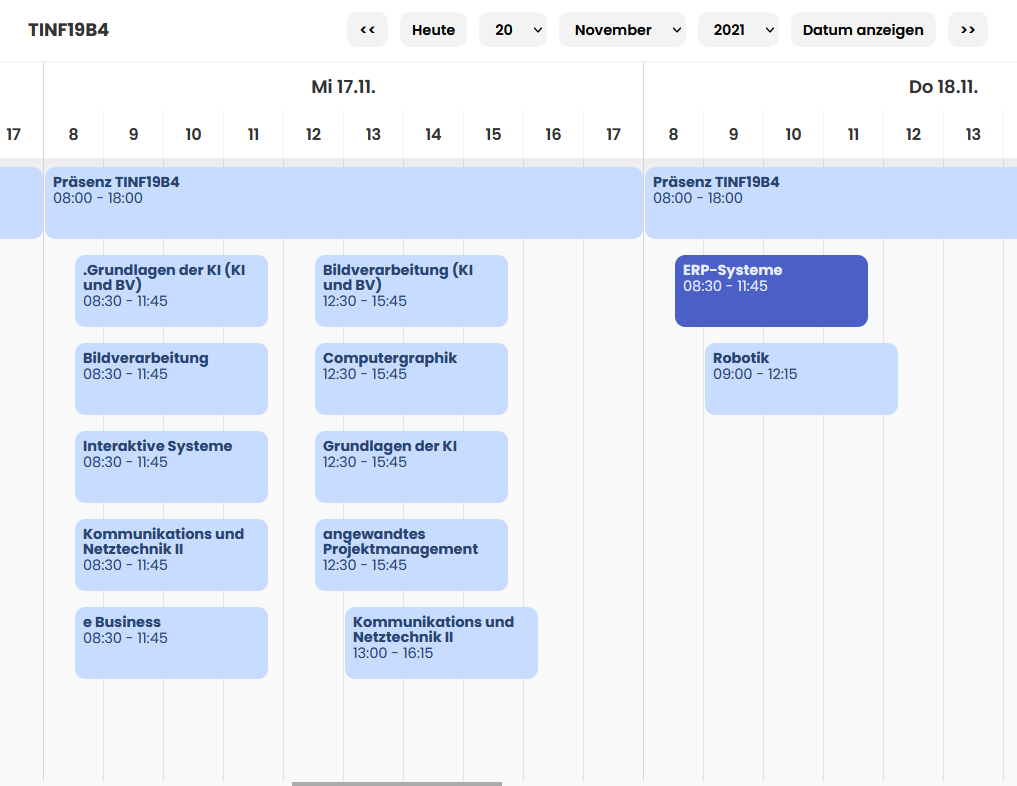 TINF19B4
<< Heute 20 November 2021 Datum anzeigen >>
Mi 17.11. Do 18.11.
17 8 9 10 11 12 13 14 15 16 17 8 9 10 11 12 13
Präsenz TINF19B4
08:00 - 18:00
Präsenz TINF19B4
08:00 - 18:00
.Grundlagen der KI (KI
und BV)
08:30 - 11:45
Bildverarbeitung (KI
und BV)
12:30 - 15:45
ERP-Systeme
08:30 - 11:45
Bildverarbeitung
08:30 - 11:45
Computergraphik
12:30 - 15:45
Robotik
09:00 - 12:15
Interaktive Systeme
08:30 - 11:45
Grundlagen der KI
12:30 - 15:45
Kommunikations und
Netztechnik II
08:30 - 11:45
angewandtes
Projektmanagement
12:30 - 15:45
e Business
08:30 - 11:45
Kommunikations und
Netztechnik II
13:00 - 16:15